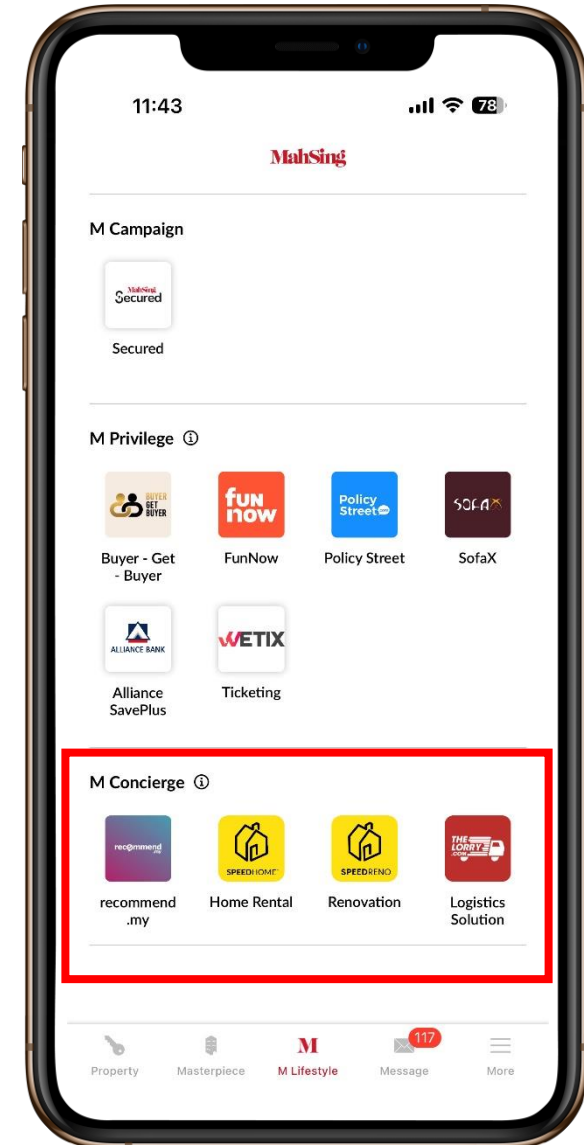 11:43
78
MahSing
M Campaign
MahSing
Secured
Secured
M Privilege
BUYER
GET
BUYER
fun
now
Policy
Street
SOFAX
Buyer - Get
- Buyer
FunNow
Policy Street
SofaX
ALLIANCE BANK
WETIX
Alliance
SavePlus
Ticketing
M Concierge
recommend
.my
SPEEDHOME
SPEEDRENO
THE
LORRY
.COM
recommend
.my
Home Rental
Renovation
Logistics
Solution
M
117
Property
Masterpiece
M Lifestyle
Message
More